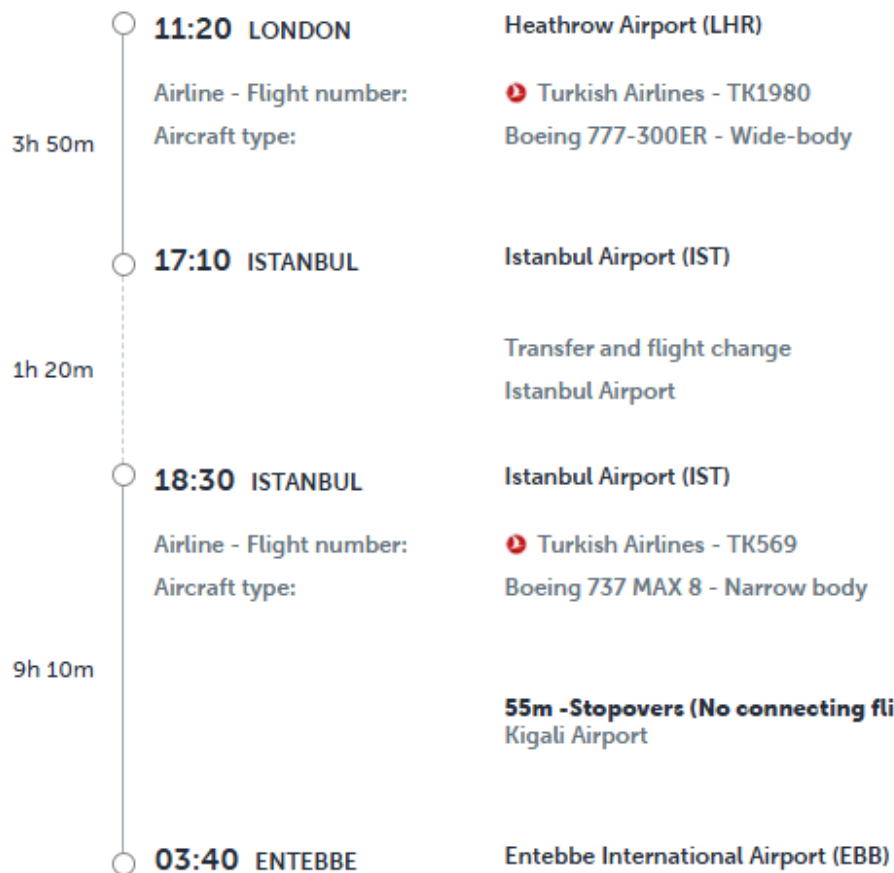 11:20 LONDON Heathrow Airport (LHR)
Airline - Flight number: Turkish Airlines - TK1980
3h 50m
Aircraft type: Boeing 777-300ER - Wide-body
17:10 ISTANBUL Istanbul Airport (IST)
Transfer and flight change
1h 20m
Istanbul Airport
18:30 ISTANBUL Istanbul Airport (IST)
Airline - Flight number: Turkish Airlines - TK569
Aircraft type: Boeing 737 MAX 8 - Narrow body
9h 10m
55m -Stopovers (No connecting fli
Kigali Airport
03:40 ENTEBBE Entebbe International Airport (EBB)